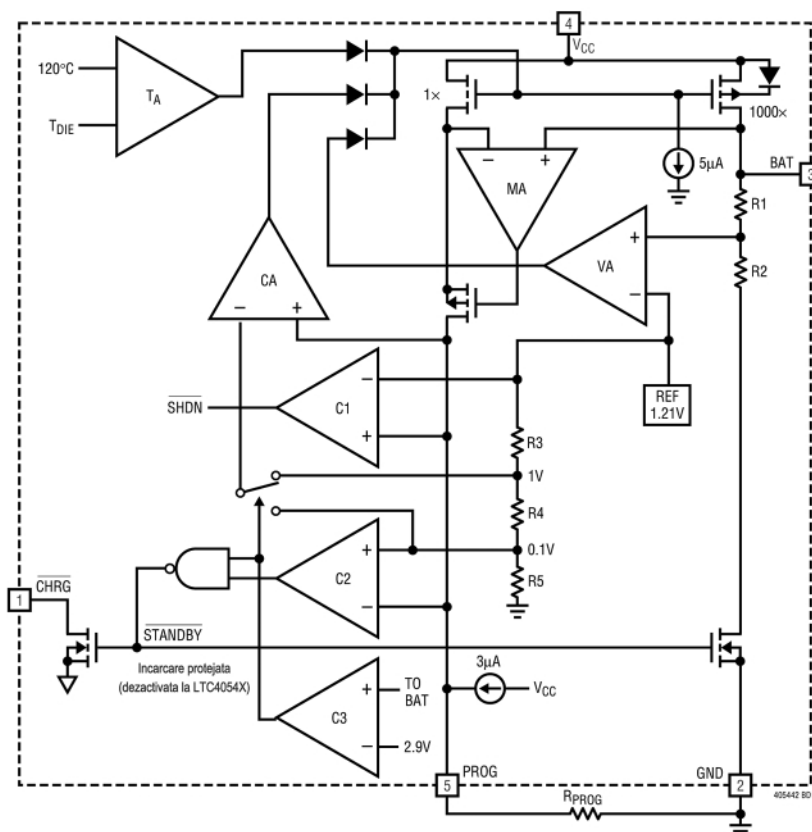 4
VCC
120°C
TA
TDIE
1×
1000×
5µA
BAT
3
– +
MA
R1
+
VA
–
R2
CA
– +
REF
1.21V
SHDN
–
C1
+
R3
1V
R4
0.1V
+
C2
–
R5
CHRG
1
STANDBY
Incarcare protejata
(dezactivata la LTC4054X)
3µA
VCC
+
C3
–
TO
BAT
2.9V
PROG
5
GND
2
RPROG
405442 BD